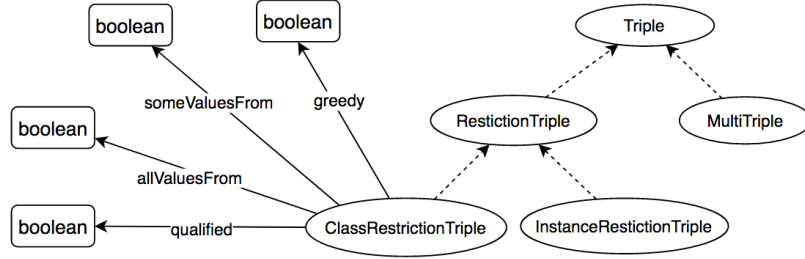 boolean
boolean
Triple
someValuesFrom
greedy
boolean
RestictionTriple
MultiTriple
allValuesFrom
boolean
qualified
ClassRestrictionTriple
InstanceRestictionTriple